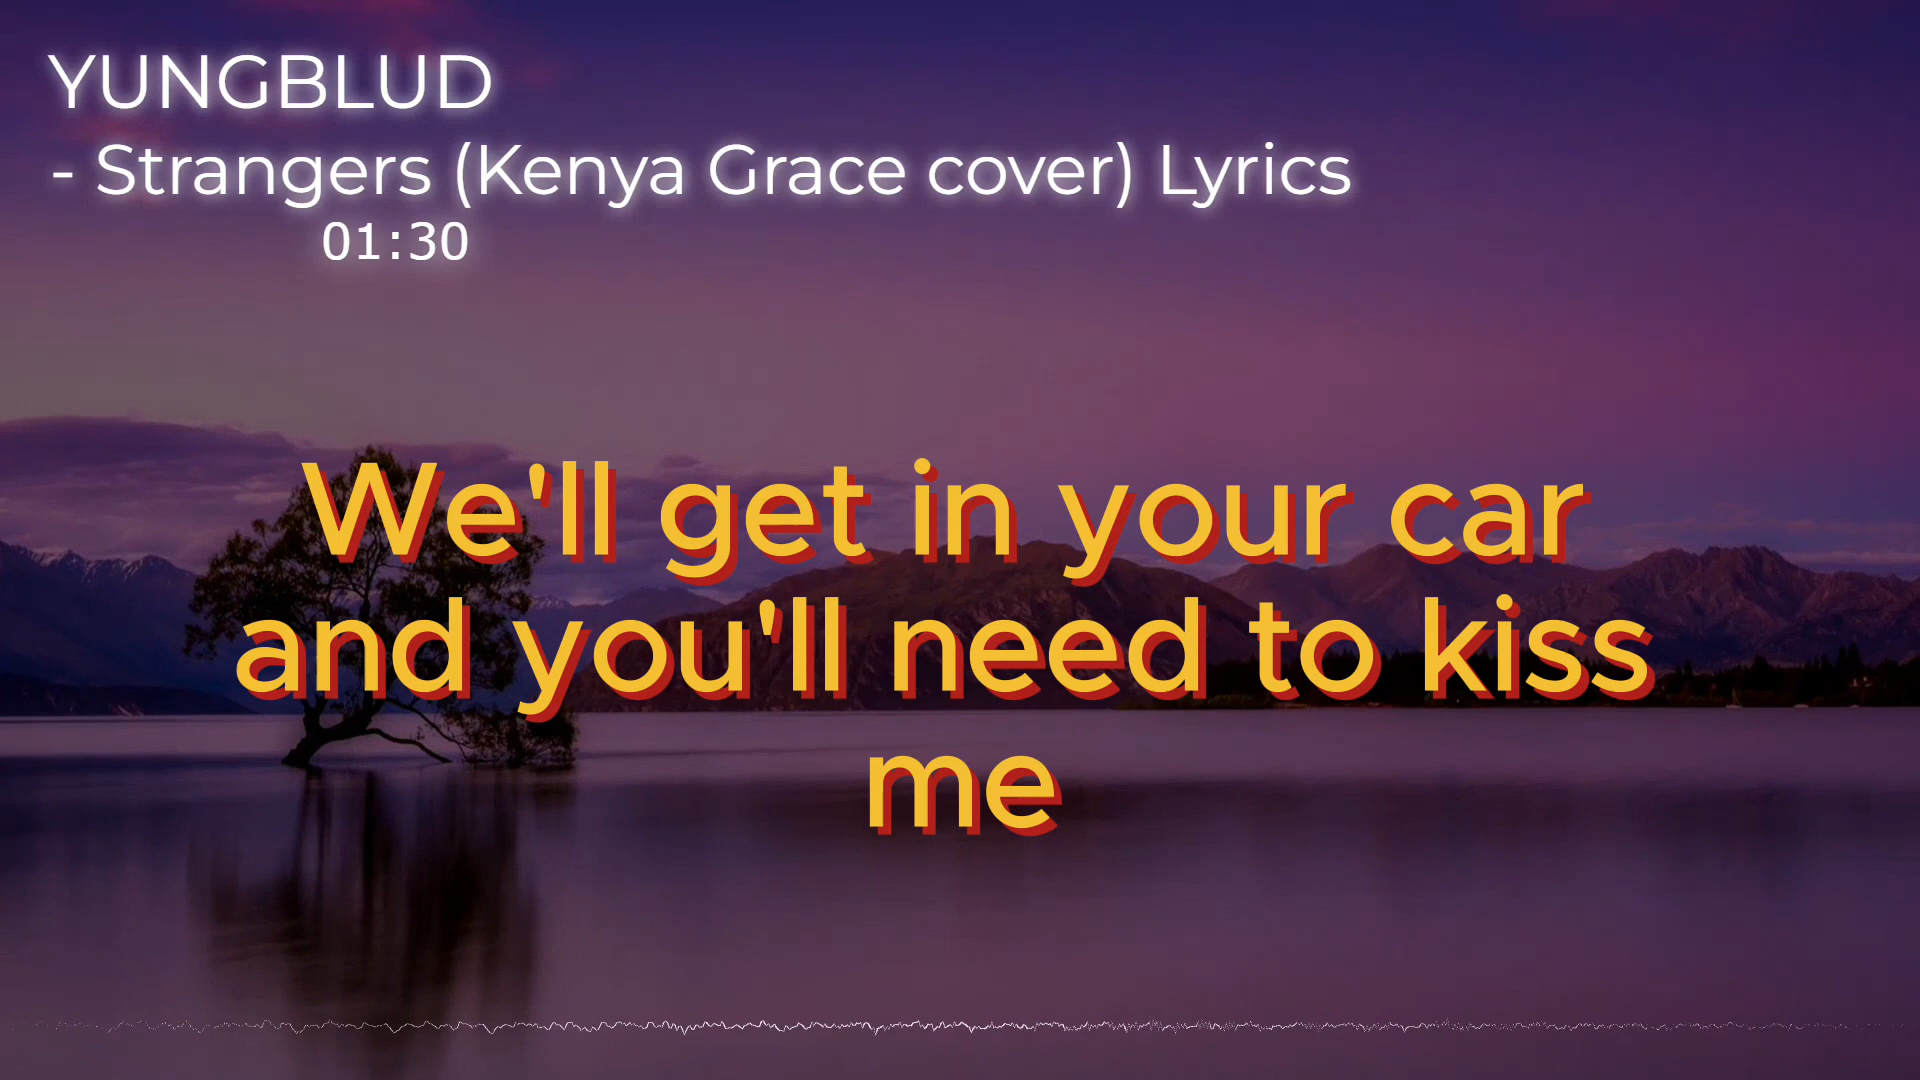 YUNGBLUD
- Strangers (Kenya Grace cover) Lyrics
01:30
We'll get in your car
and you'll need to kiss
me